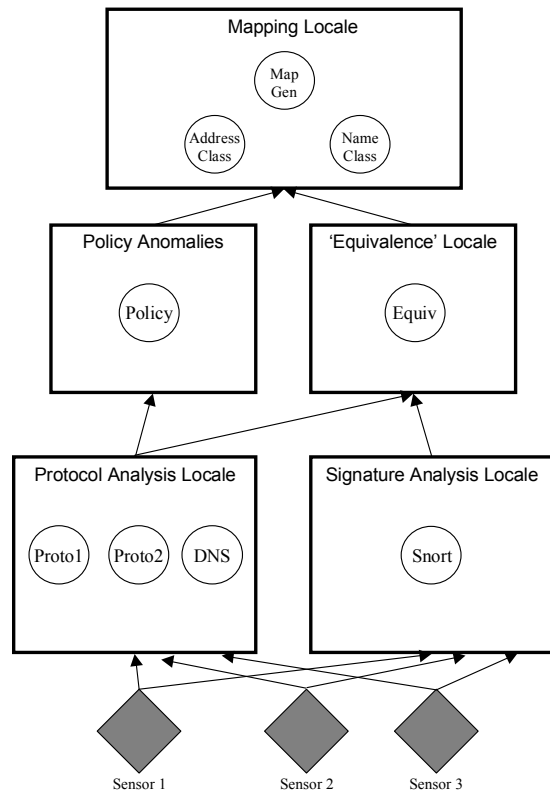 Mapping Locale
Map
Gen
Address
Class
Name
Class
Policy Anomalies
‘Equivalence’ Locale
Policy
Equiv
Protocol Analysis Locale
Signature Analysis Locale
Proto1
Proto2
DNS
Snort
Sensor 1
Sensor 2
Sensor 3